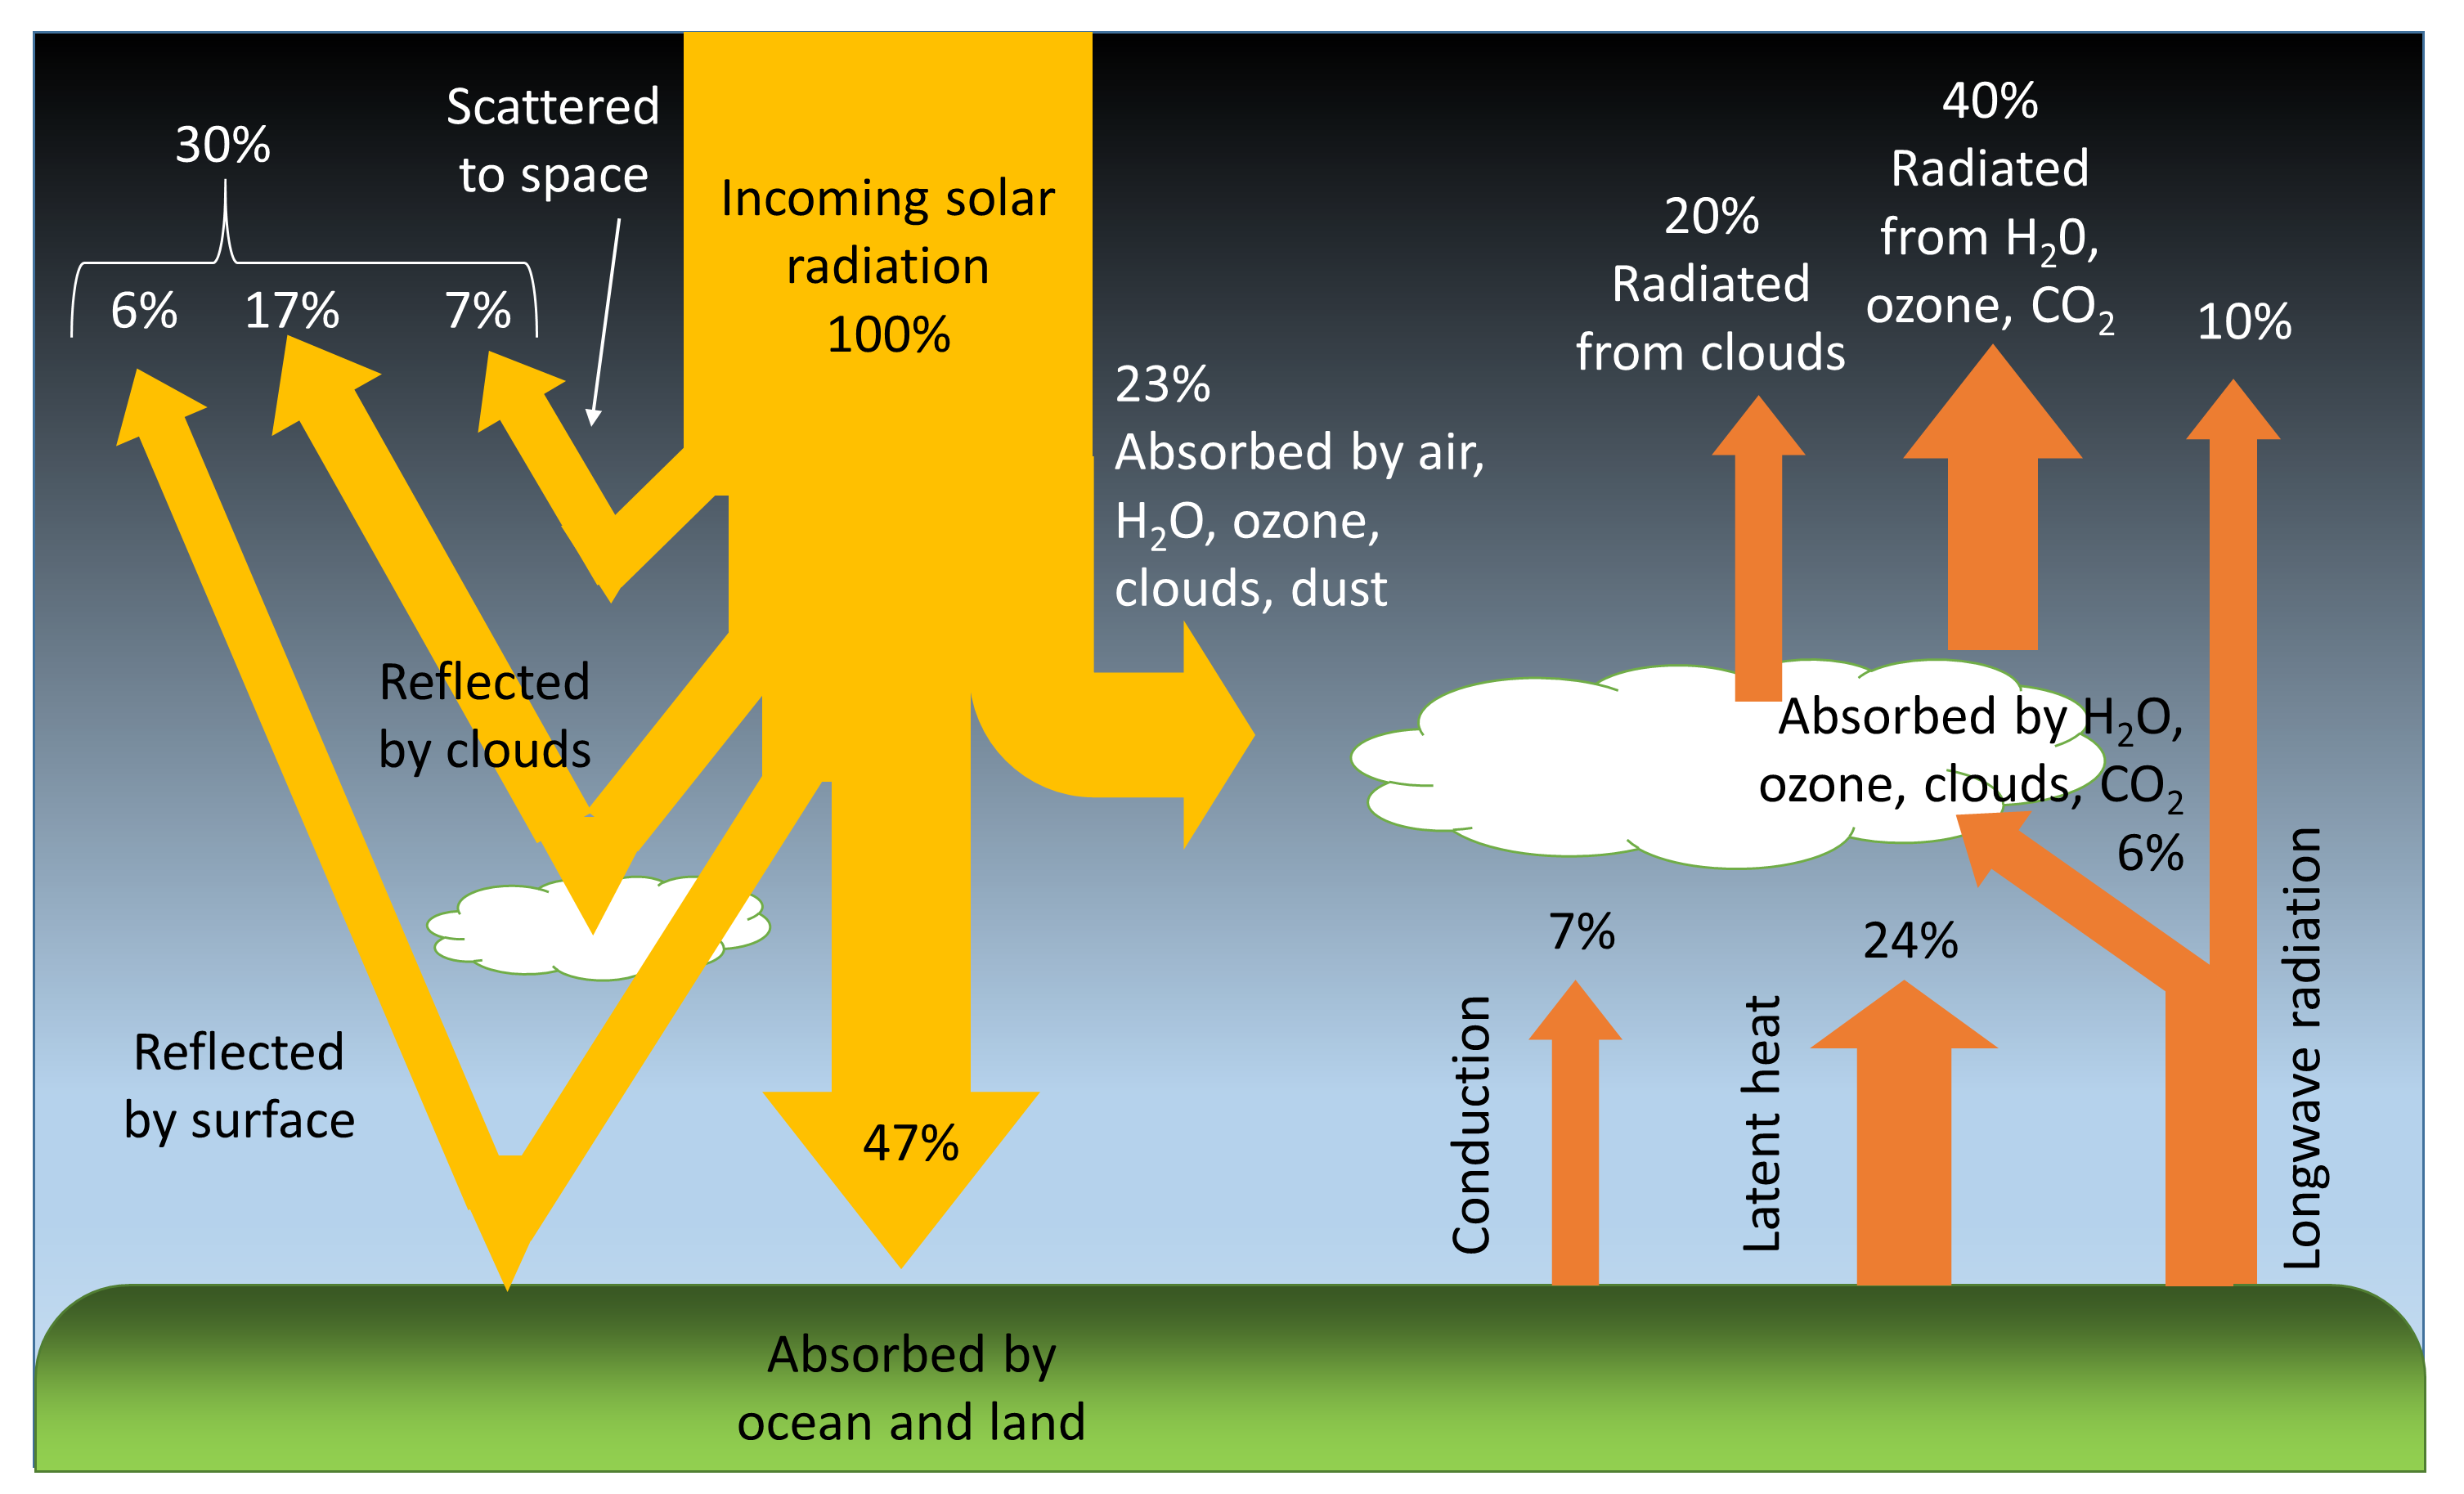 30%
6% 17% 7%
Scattered
to space
Incoming solar
radiation
100%
23%
Absorbed by air,
H₂O, ozone,
clouds, dust
20%
Radiated
from clouds
40%
Radiated
from H₂0,
ozone, CO₂
10%
Reflected
by clouds
Reflected
by surface
47%
Absorbed by H₂O,
ozone, clouds, CO₂
6%
7%
Conduction
24%
Latent heat
Longwave radiation
Absorbed by
ocean and land